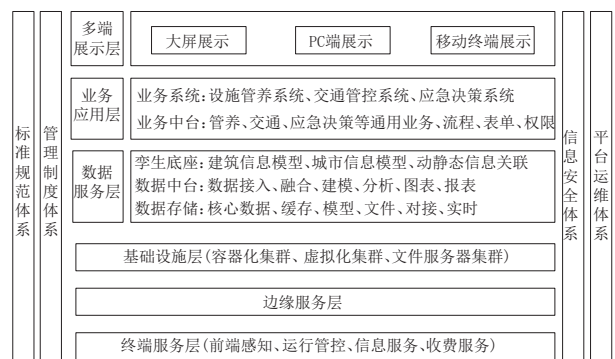 标准规范体系
管理制度体系
多端
展示层
大屏展示
PC端展示
移动终端展示
业务
应用层
业务系统:设施管养系统、交通管控系统、应急决策系统
业务中台:管养、交通、应急决策等通用业务、流程、表单、权限
数据
服务层
孪生底座:建筑信息模型、城市信息模型、动静态信息关联
数据中台:数据接入、融合、建模、分析、图表、报表
数据存储:核心数据、缓存、模型、文件、对接、实时
基础设施层(容器化集群、虚拟化集群、文件服务器集群)
边缘服务层
终端服务层(前端感知、运行管控、信息服务、收费服务)
信息安全体系
平台运维体系